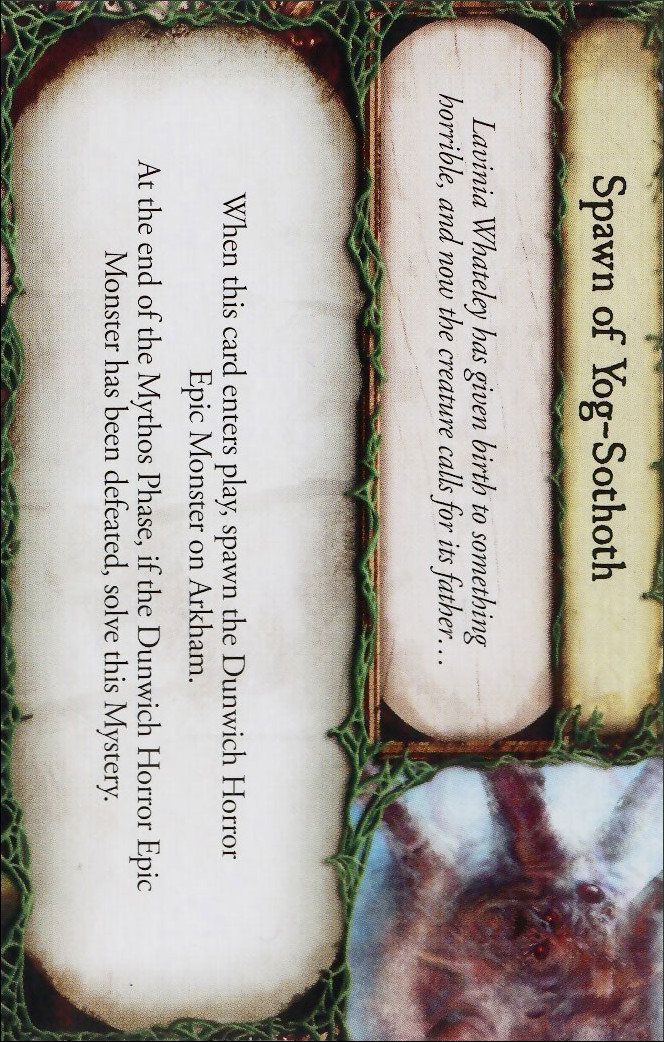 Spawn of Yog-Sothoth
Lavinia Whateley has given birth to something
horrible, and now the creature calls for its father…
When this card enters play, spawn the Dunwich Horror
Epic Monster on Arkham.
At the end of the Mythos Phase, if the Dunwich Horror Epic
Monster has been defeated, solve this Mystery.